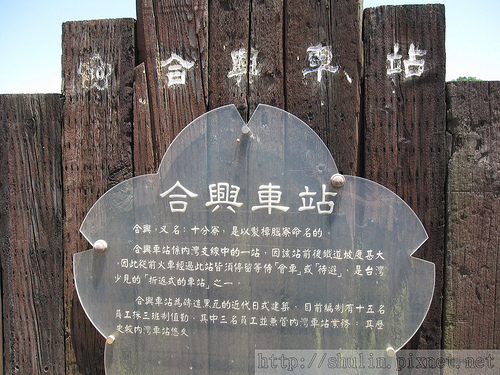 合興車站
合興車站
合興，又名：十分寮，是以製樟腦寮命名的。
合興車站係內灣支線中的一站，因該站前後鐵道坡度甚大
，因此從前火車經過此站皆須停留等待「會車」或「待避」，是台灣
少見的「折返式的車站」之一。
合興車站為磚造黑瓦的近代日式建築，目前編制有十五名
員工採三班制值勤，其中三名員工並兼管內灣車站業務，其歷
史較內灣車站悠久
http://shulin.pixnet.net